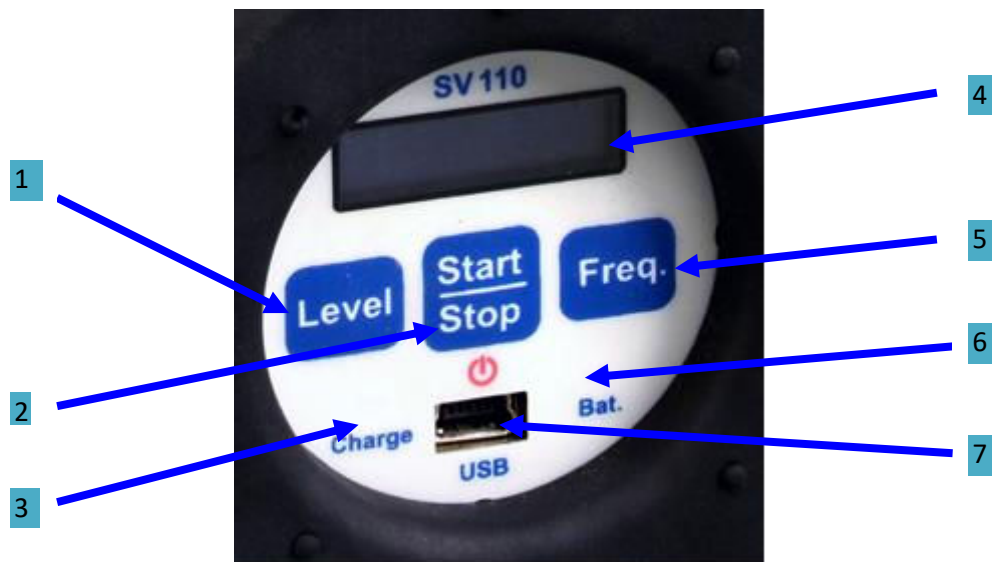 SV 110
4
1
5
Freq.
Start
Stop
Level
6
2
Bat.
Charge
7
USB
3